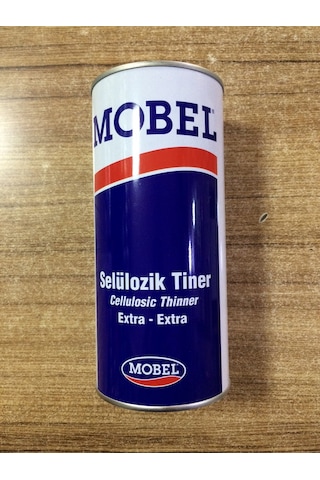 MOBEL®
Selülozik Tiner
Cellulosic Thinner
Extra - Extra
MOBEL